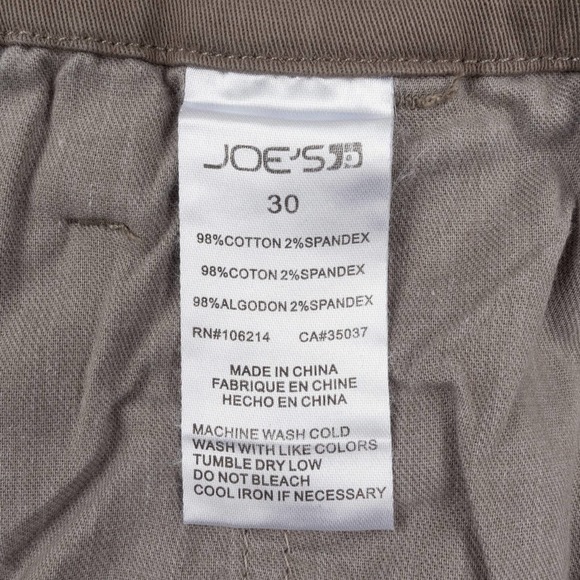 JOE'S
30
98%COTTON 2%SPANDEX
98%COTON 2%SPANDEX
98%ALGODON 2%SPANDEX
RN#106214 CA#35037
MADE IN CHINA
FABRIQUE EN CHINE
HECHO EN CHINA
MACHINE WASH COLD
WASH WITH LIKE COLORS
TUMBLE DRY LOW
DO NOT BLEACH
COOL IRON IF NECESSARY